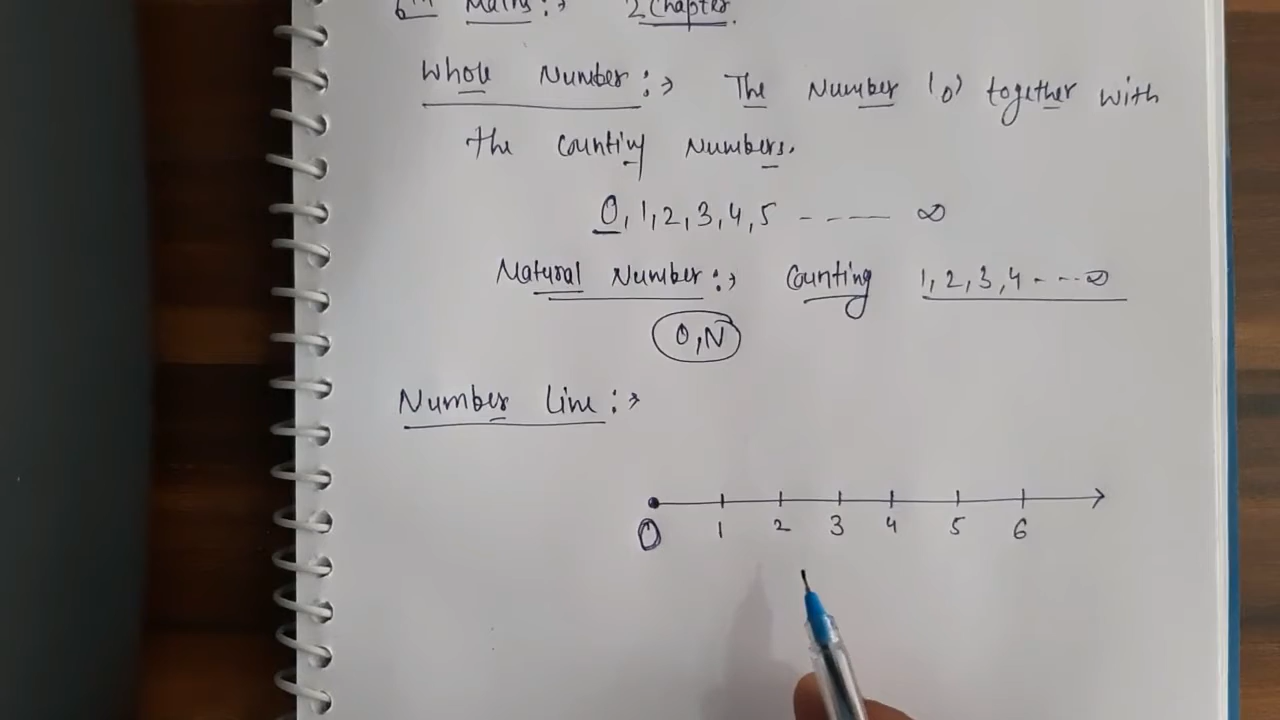 6th Maths:→ 2 Chapter.
Whole Number:→ The Number '0' together with
the Counting Numbers.
0,1,2,3,4,5 ----- ∞
Natural Number:→ Counting 1,2,3,4---∞
0,N
Number Line:→
0 1 2 3 4 5 6